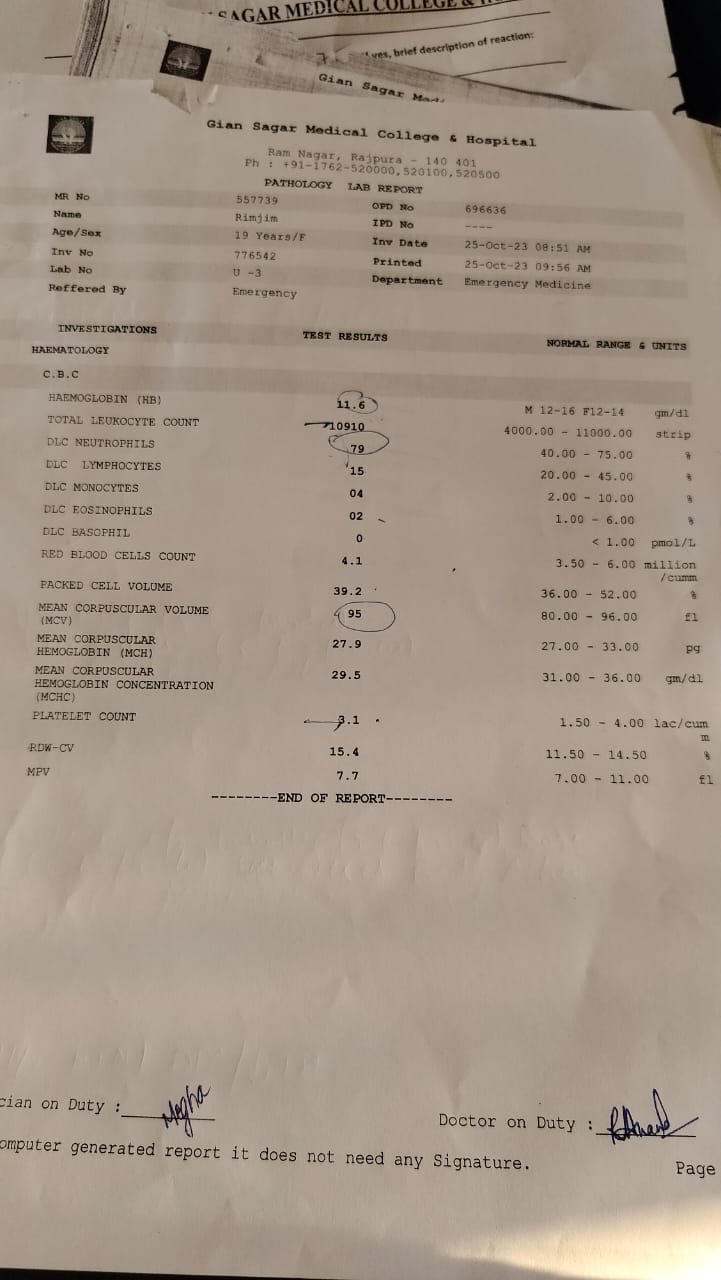 SAGAR MEDICAL COLLEGE &
yes, brief description of reaction:
Gian Sagar
Gian Sagar Medical College & Hospital
Ram Nagar, Rajpura - 140 401
Ph : +91-1762-520000,520100,520500
PATHOLOGY LAB REPORT
MR No 557739 OPD No 696636
Name Rimjim IPD No ----
Age/Sex 19 Years/F Inv Date 25-Oct-23 08:51 AM
Inv No 776542 Printed 25-Oct-23 09:56 AM
Lab No U -3 Department Emergency Medicine
Reffered By Emergency
INVESTIGATIONS TEST RESULTS NORMAL RANGE & UNITS
HAEMATOLOGY
C.B.C
HAEMOGLOBIN (HB) 11.6 M 12-16 F12-14 gm/dl
TOTAL LEUKOCYTE COUNT 10910 4000.00 - 11000.00 strip
DLC NEUTROPHILS 79 40.00 - 75.00 %
DLC LYMPHOCYTES 15 20.00 - 45.00 %
DLC MONOCYTES 04 2.00 - 10.00 %
DLC EOSINOPHILS 02 1.00 - 6.00 %
DLC BASOPHIL 0 < 1.00 pmol/L
RED BLOOD CELLS COUNT 4.1 3.50 - 6.00 million
/cumm
PACKED CELL VOLUME 39.2 36.00 - 52.00 %
MEAN CORPUSCULAR VOLUME 95 80.00 - 96.00 fl
(MCV)
MEAN CORPUSCULAR 27.9 27.00 - 33.00 pg
HEMOGLOBIN (MCH)
MEAN CORPUSCULAR 29.5 31.00 - 36.00 gm/dl
HEMOGLOBIN CONCENTRATION
(MCHC)
PLATELET COUNT 3.1 1.50 - 4.00 lac/cum
m
RDW-CV 15.4 11.50 - 14.50 %
MPV 7.7 7.00 - 11.00 fl
--------END OF REPORT--------
cian on Duty : Megha Doctor on Duty :
omputer generated report it does not need any Signature.
Page